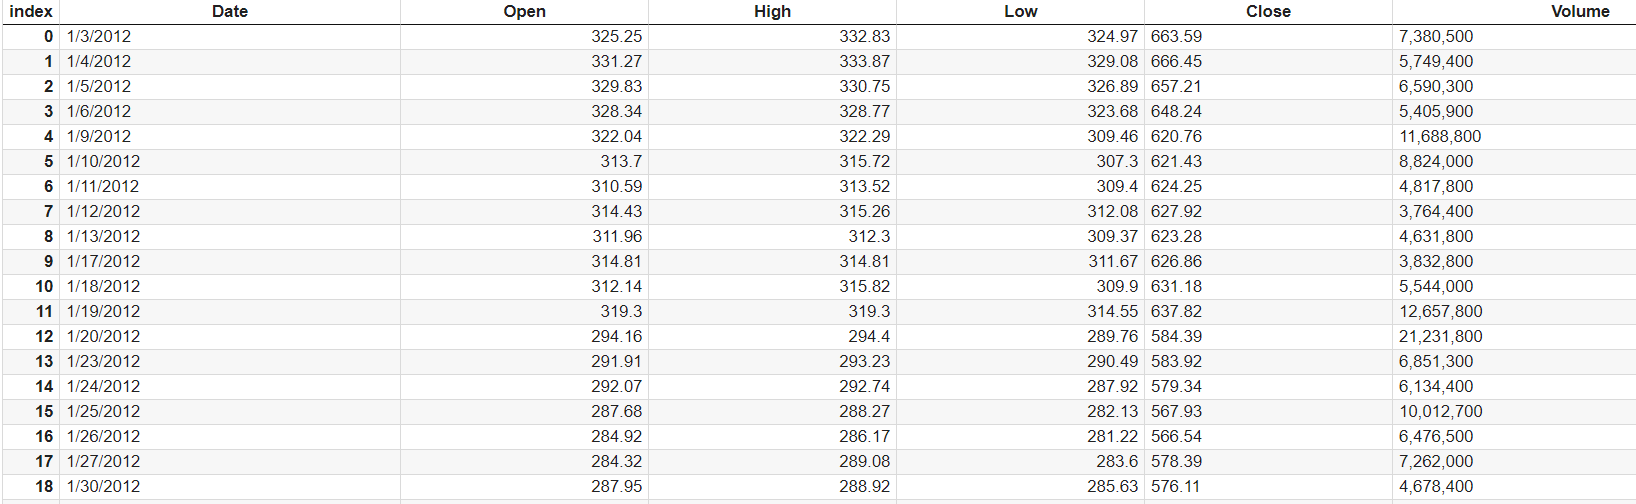 index Date Open High Low Close Volume
0 1/3/2012 325.25 332.83 324.97 663.59 7,380,500
1 1/4/2012 331.27 333.87 329.08 666.45 5,749,400
2 1/5/2012 329.83 330.75 326.89 657.21 6,590,300
3 1/6/2012 328.34 328.77 323.68 648.24 5,405,900
4 1/9/2012 322.04 322.29 309.46 620.76 11,688,800
5 1/10/2012 313.7 315.72 307.3 621.43 8,824,000
6 1/11/2012 310.59 313.52 309.4 624.25 4,817,800
7 1/12/2012 314.43 315.26 312.08 627.92 3,764,400
8 1/13/2012 311.96 312.3 309.37 623.28 4,631,800
9 1/17/2012 314.81 314.81 311.67 626.86 3,832,800
10 1/18/2012 312.14 315.82 309.9 631.18 5,544,000
11 1/19/2012 319.3 319.3 314.55 637.82 12,657,800
12 1/20/2012 294.16 294.4 289.76 584.39 21,231,800
13 1/23/2012 291.91 293.23 290.49 583.92 6,851,300
14 1/24/2012 292.07 292.74 287.92 579.34 6,134,400
15 1/25/2012 287.68 288.27 282.13 567.93 10,012,700
16 1/26/2012 284.92 286.17 281.22 566.54 6,476,500
17 1/27/2012 284.32 289.08 283.6 578.39 7,262,000
18 1/30/2012 287.95 288.92 285.63 576.11 4,678,400